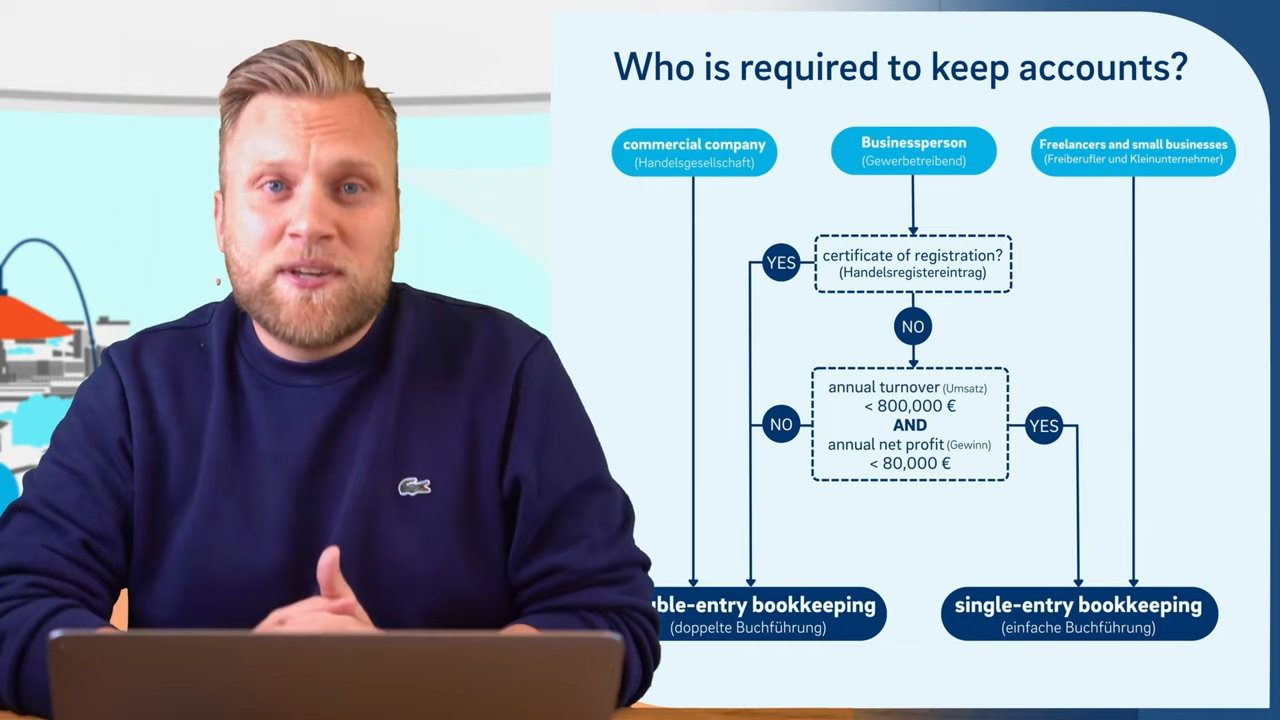 Who is required to keep accounts?
commercial company
(Handelsgesellschaft)
Businessperson
(Gewerbetreibend)
Freelancers and small businesses
(Freiberufler und Kleinunternehmer)
YES
certificate of registration?
(Handelsregistereintrag)
NO
annual turnover (Umsatz)
< 800,000 €
AND
annual net profit (Gewinn)
< 80,000 €
NO
YES
bookkeeping
(doppelte Buchführung)
single-entry bookkeeping
(einfache Buchführung)